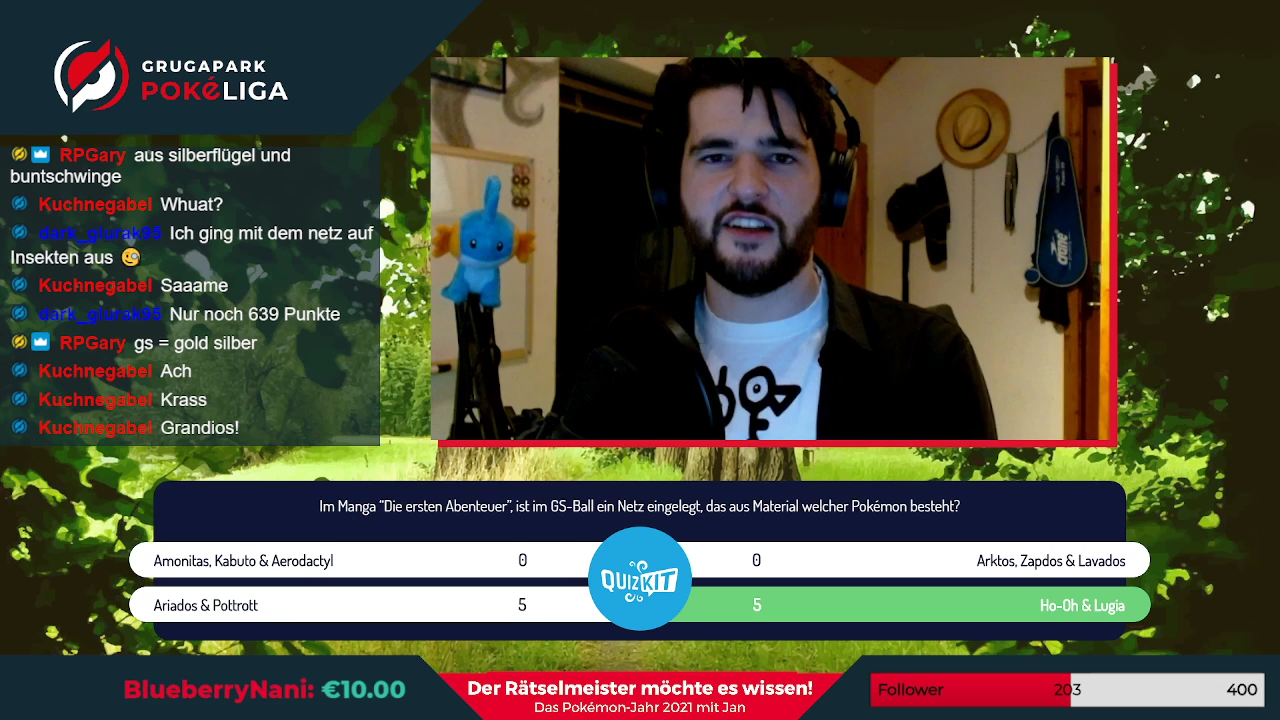 GRUGAPARK
POKéLIGA
RPGary aus silberflügel und
buntschwinge
Kuchnegabel Whuat?
dark_glurak95 Ich ging mit dem netz auf
Insekten aus
Kuchnegabel Saaame
dark_glurak95 Nur noch 639 Punkte
RPGary gs = gold silber
Kuchnegabel Ach
Kuchnegabel Krass
Kuchnegabel Grandios!
Im Manga “Die ersten Abenteuer”, ist im GS-Ball ein Netz eingelegt, das aus Material welcher Pokémon besteht?
Amonitas, Kabuto & Aerodactyl 0
0 Arktos, Zapdos & Lavados
Ariados & Pottrott 5
5 Ho-Oh & Lugia
QUIZKIT
BlueberryNani: €10.00
Der Rätselmeister möchte es wissen!
Das Pokémon-Jahr 2021 mit Jan
Follower 203 400